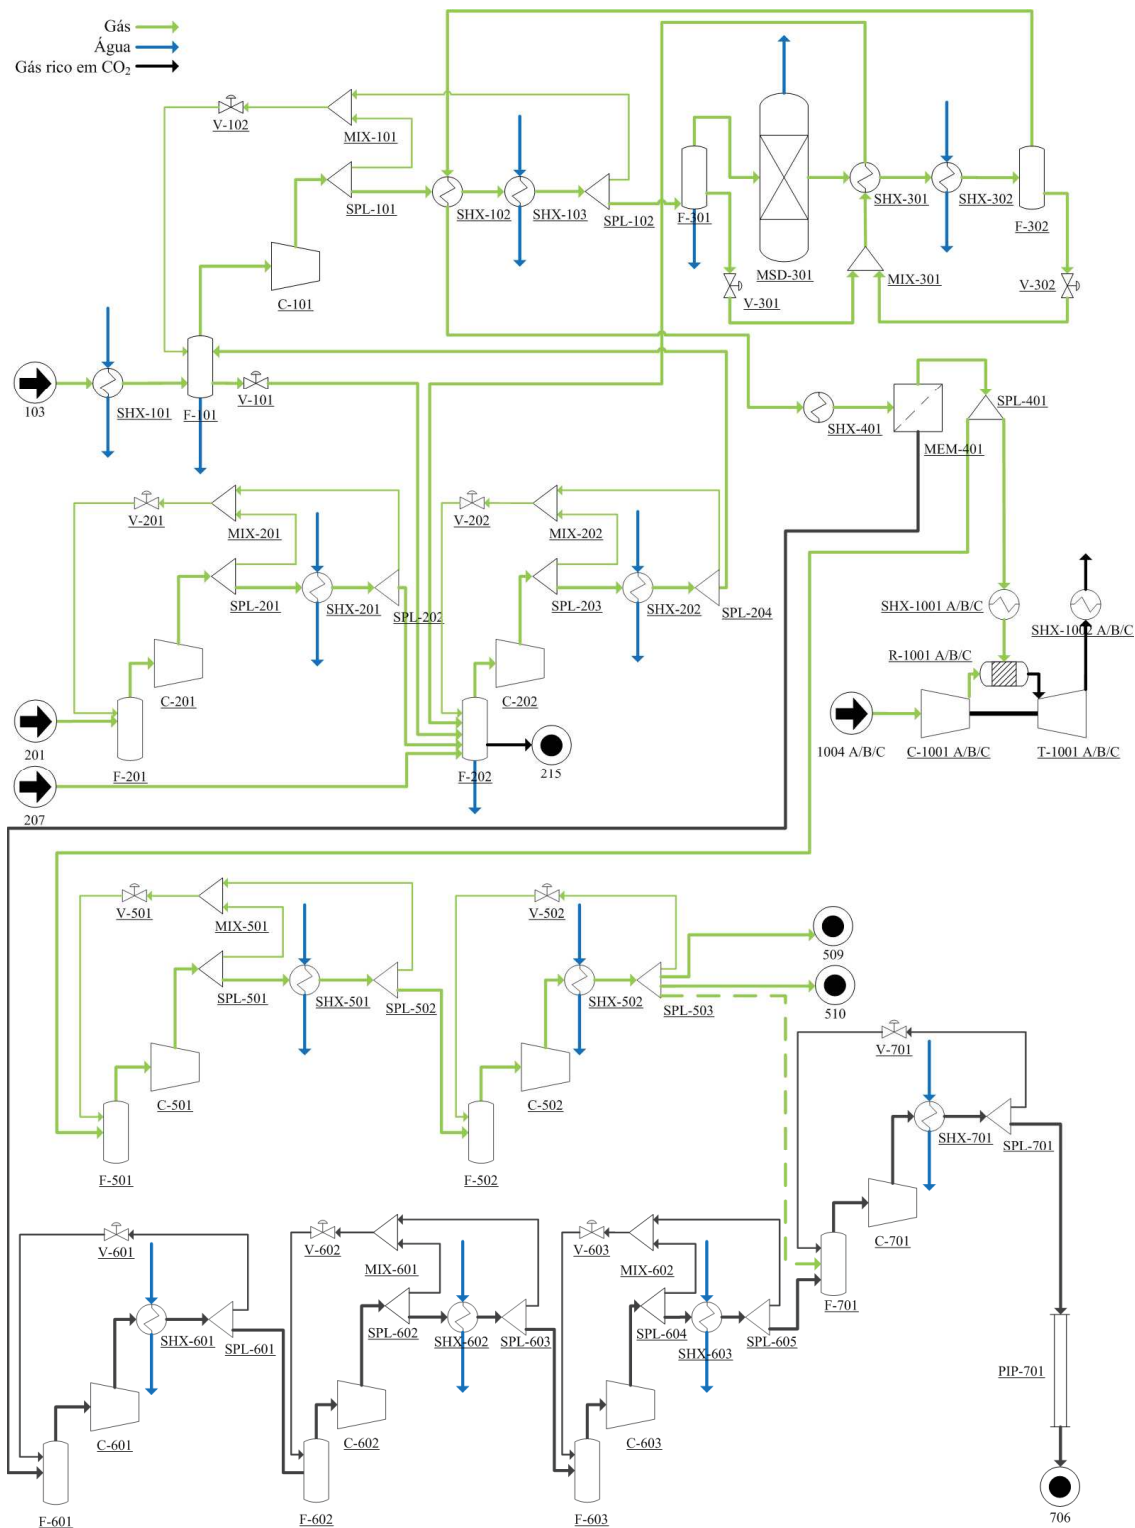 Gás
Água
Gás rico em CO₂
V-102
MIX-101
SPL-101
SHX-102
SHX-103
SPL-102
F-301
MSD-301
SHX-301
SHX-302
F-302
C-101
V-301
MIX-301
V-302
103
SHX-101
F-101
V-101
SHX-401
MEM-401
SPL-401
V-201
MIX-201
V-202
MIX-202
SPL-201
SHX-201
SPL-202
SPL-203
SHX-202
SPL-204
SHX-1001 A/B/C
SHX-1002 A/B/C
R-1001 A/B/C
C-201
C-202
201
F-201
F-202
215
1004 A/B/C
C-1001 A/B/C
T-1001 A/B/C
207
V-501
MIX-501
V-502
509
SPL-501
SHX-501
SPL-502
SHX-502
SPL-503
510
V-701
C-501
C-502
SHX-701
SPL-701
F-501
F-502
C-701
V-601
V-602
MIX-601
V-603
MIX-602
F-701
SHX-601
SPL-601
SPL-602
SHX-602
SPL-603
SPL-604
SHX-603
SPL-605
PIP-701
C-601
C-602
C-603
F-601
F-602
F-603
706